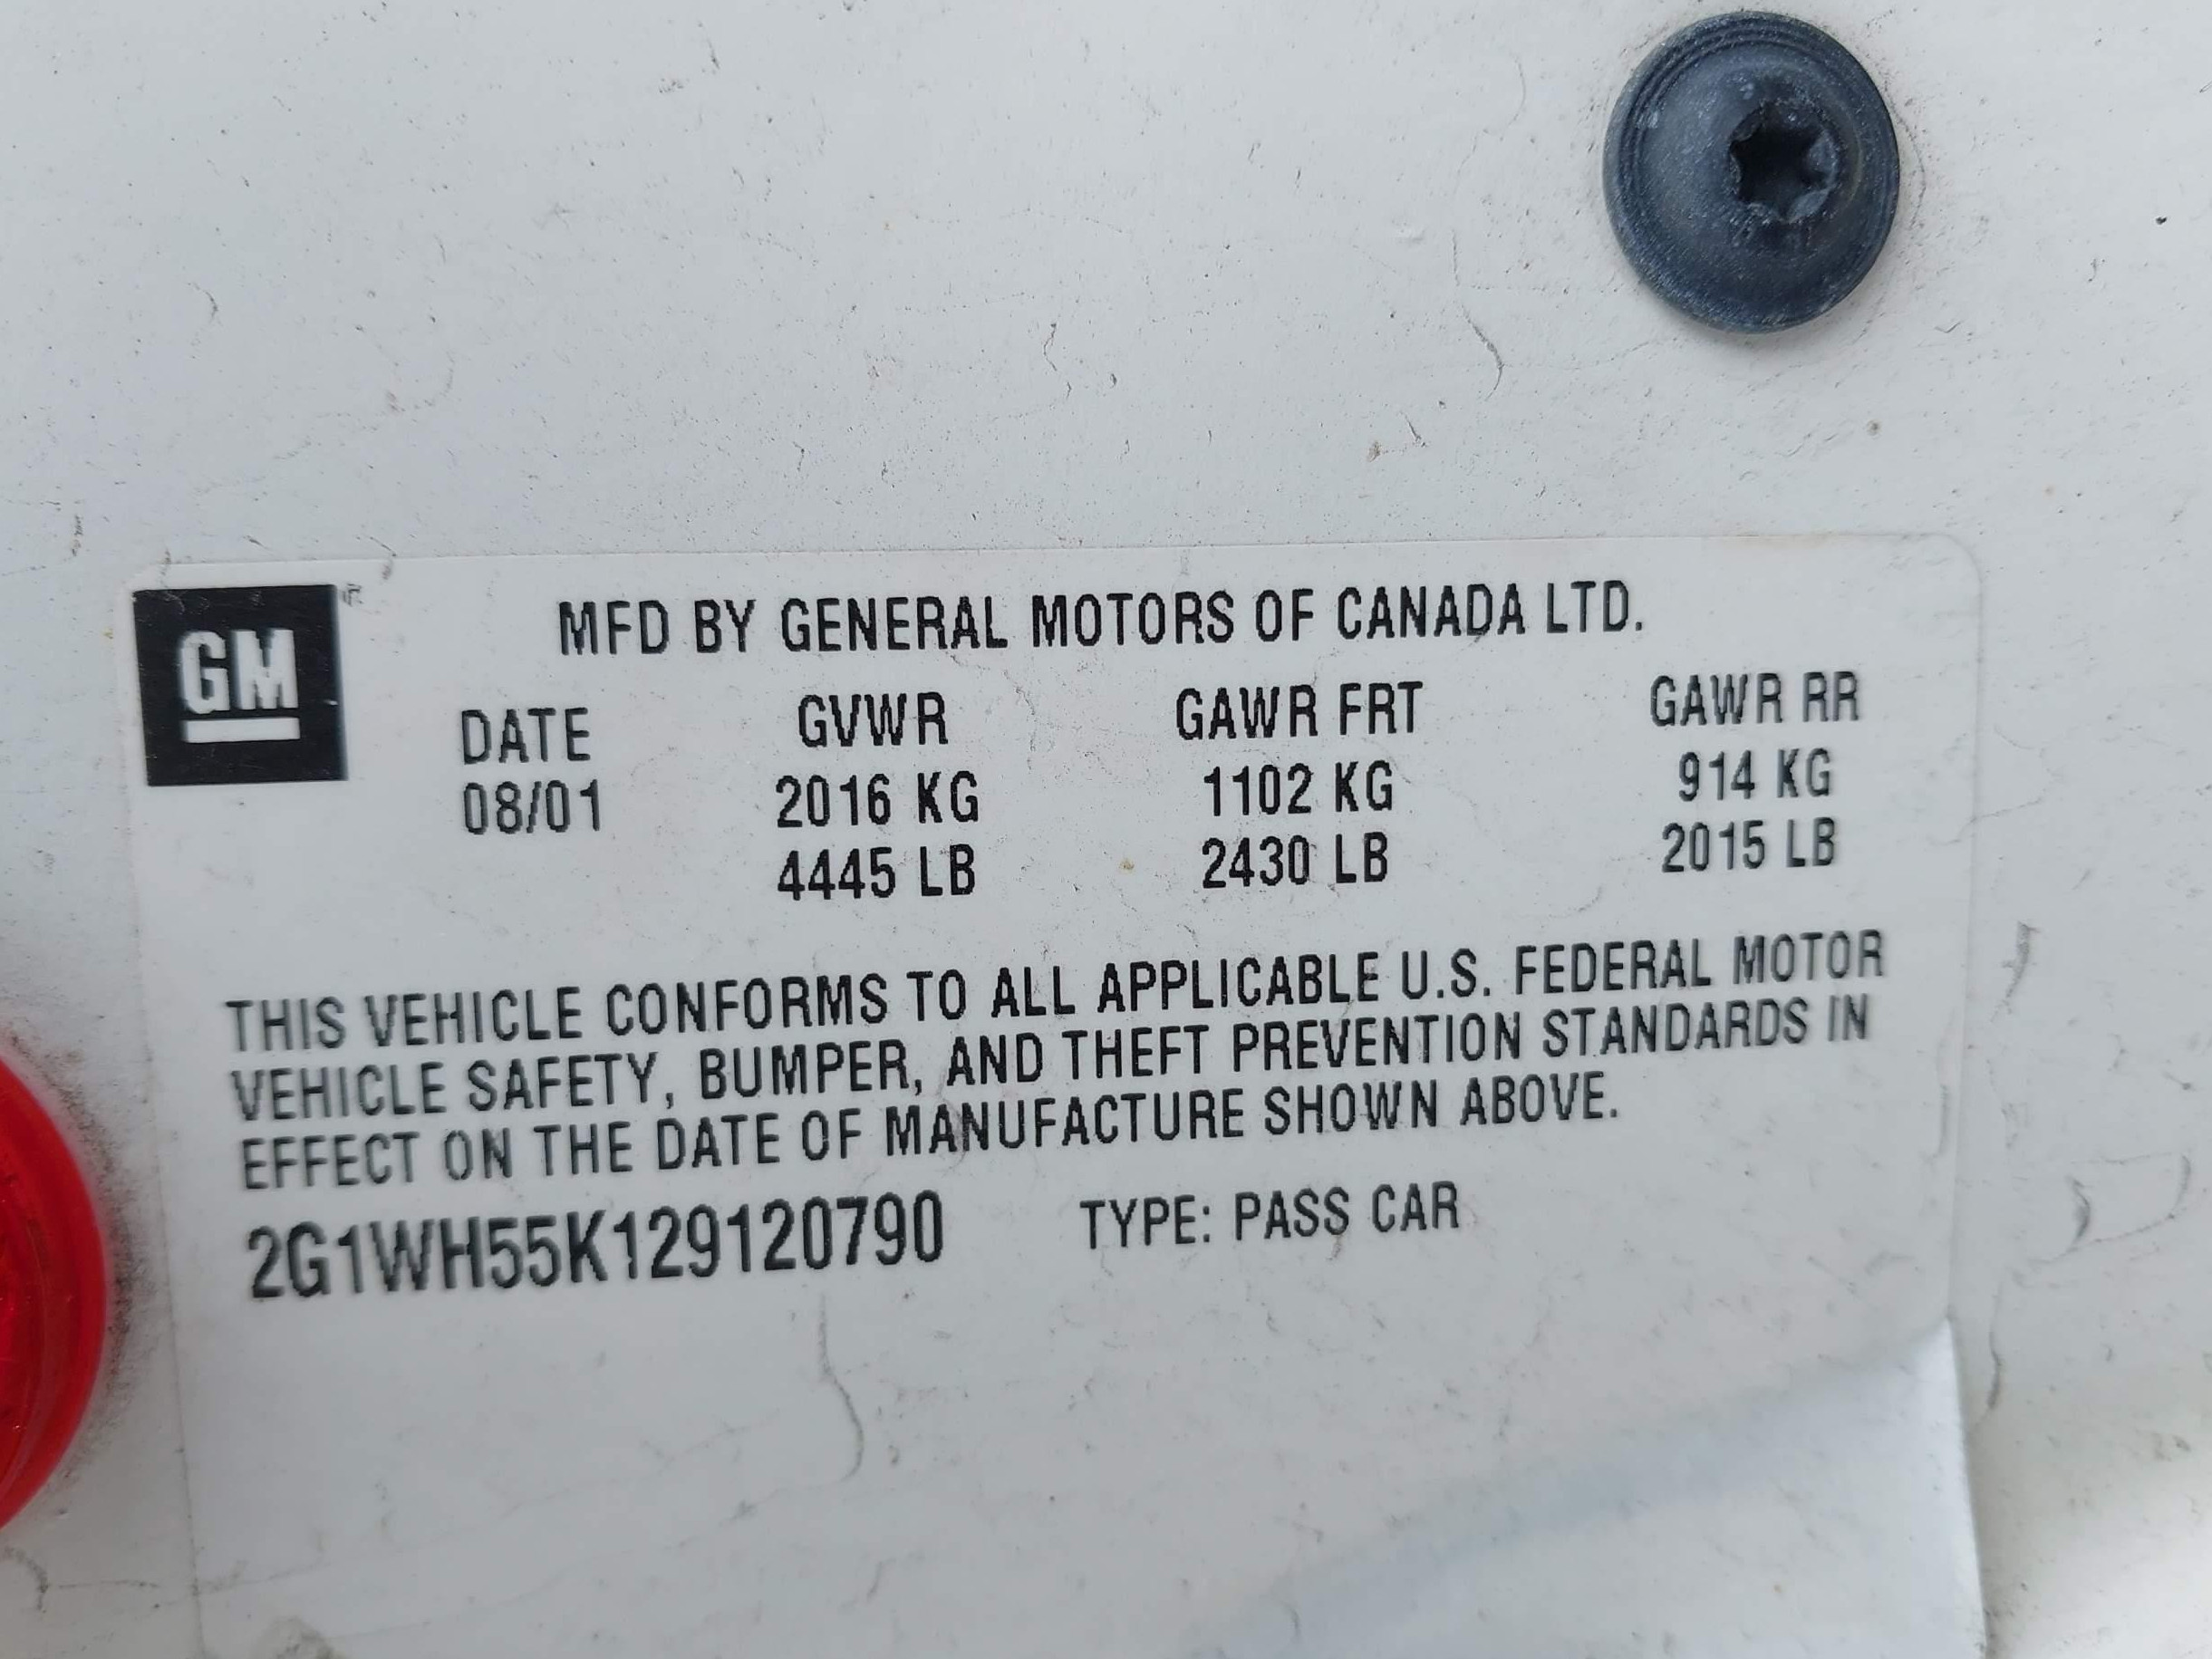 GM
MFD BY GENERAL MOTORS OF CANADA LTD.
DATE GVWR GAWR FRT GAWR RR
08/01 2016 KG 1102 KG 914 KG
4445 LB 2430 LB 2015 LB
THIS VEHICLE CONFORMS TO ALL APPLICABLE U.S. FEDERAL MOTOR
VEHICLE SAFETY, BUMPER, AND THEFT PREVENTION STANDARDS IN
EFFECT ON THE DATE OF MANUFACTURE SHOWN ABOVE.
2G1WH55K129120790 TYPE: PASS CAR